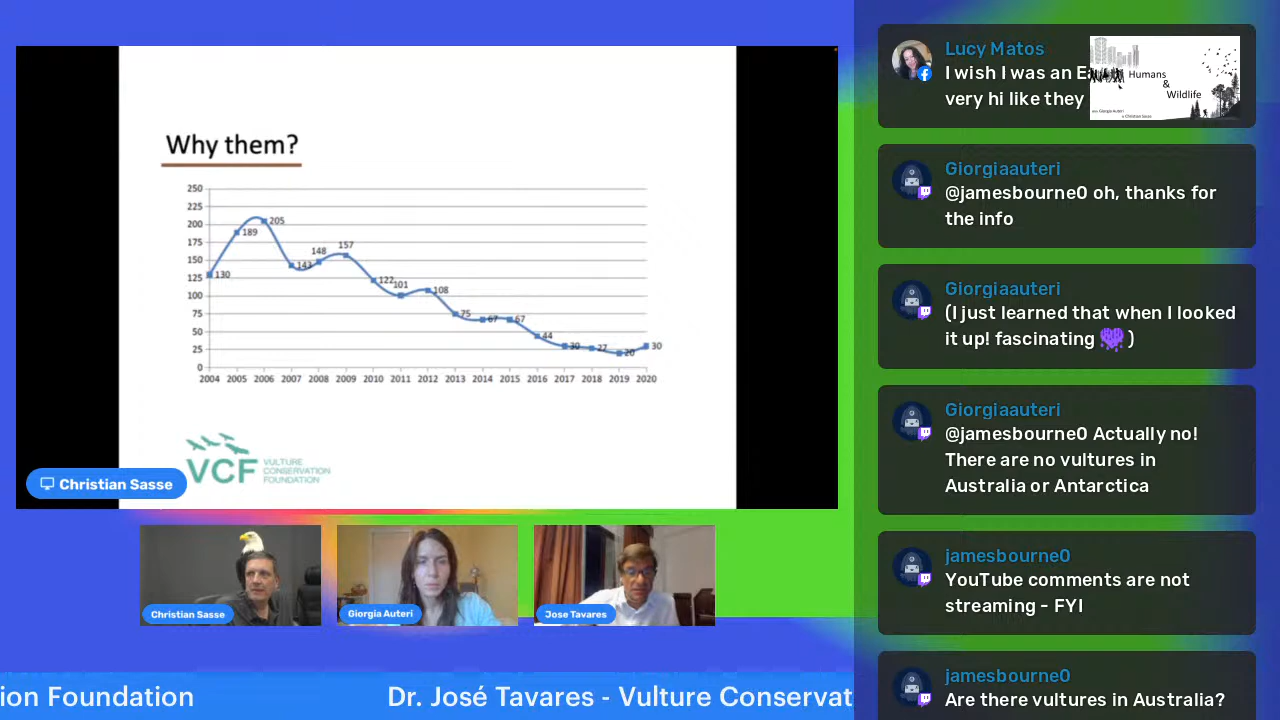 Why them?
250
225
200
175
150
125
100
75
50
25
0
130
189
205
143
148
157
122
101
108
75
67
67
44
30
27
20
30
2004 2005 2006 2007 2008 2009 2010 2011 2012 2013 2014 2015 2016 2017 2018 2019 2020
VCF
VULTURE
CONSERVATION
FOUNDATION
Christian Sasse
Christian Sasse
Giorgia Auteri
Jose Tavares
ion Foundation
Dr. José Tavares - Vulture Conservat
Lucy Matos
I wish I was an
very hi like they
Humans
&
Wildlife
Giorgia Auteri
Christian Sasse
Giorgiaauteri
@jamesbourne0 oh, thanks for
the info
Giorgiaauteri
(I just learned that when I looked
it up! fascinating 💜 )
Giorgiaauteri
@jamesbourne0 Actually no!
There are no vultures in
Australia or Antarctica
jamesbourne0
YouTube comments are not
streaming - FYI
jamesbourne0
Are there vultures in Australia?